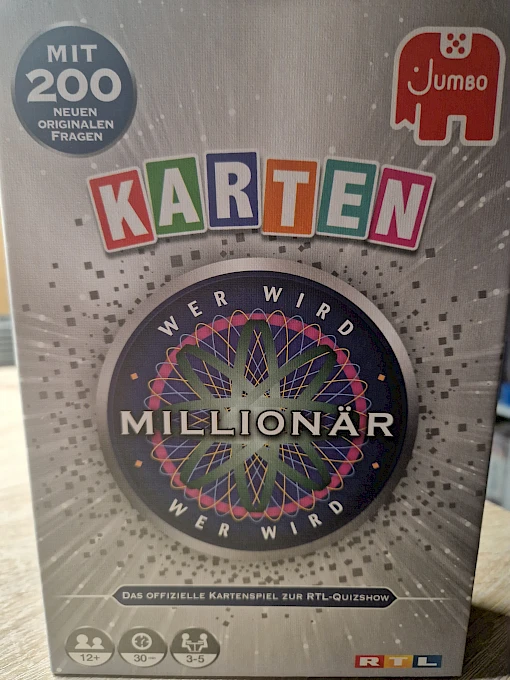 MIT
200
NEUEN
ORIGINALEN
FRAGEN
JUMBO
KARTEN
WER WIRD
MILLIONÄR
WER WIRD
DAS OFFIZIELLE KARTENSPIEL ZUR RTL-QUIZSHOW
12+
30
3-5
RTL